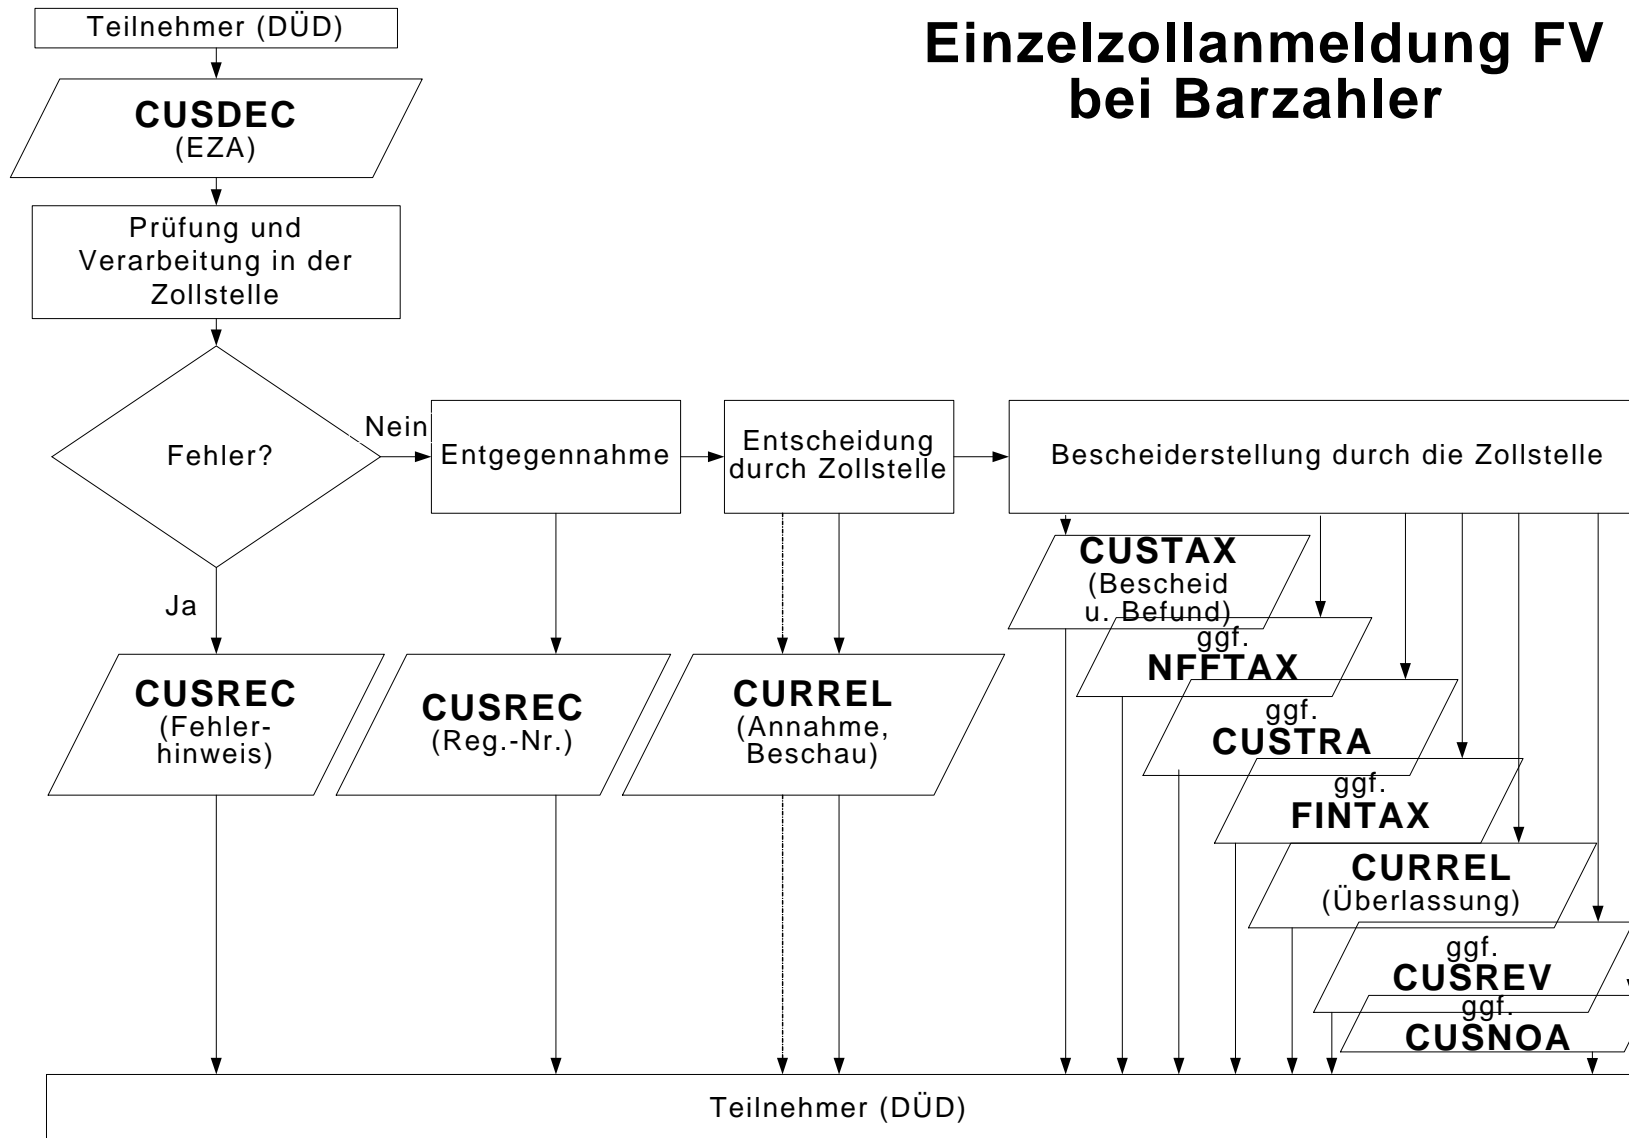 Teilnehmer (DÜD)
Einzelzollanmeldung FV
bei Barzahler
CUSDEC
(EZA)
Prüfung und
Verarbeitung in der
Zollstelle
Fehler?
Nein
Entgegennahme
Entscheidung
durch Zollstelle
Bescheiderstellung durch die Zollstelle
Ja
CUSREC
(Fehler-
hinweis)
CUSREC
(Reg.-Nr.)
CURREL
(Annahme,
Beschau)
CUSTAX
(Bescheid
u. Befund)
ggf.
NFFTAX
ggf.
CUSTRA
ggf.
FINTAX
CURREL
(Überlassung)
ggf.
CUSREV
ggf.
CUSNOA
Teilnehmer (DÜD)